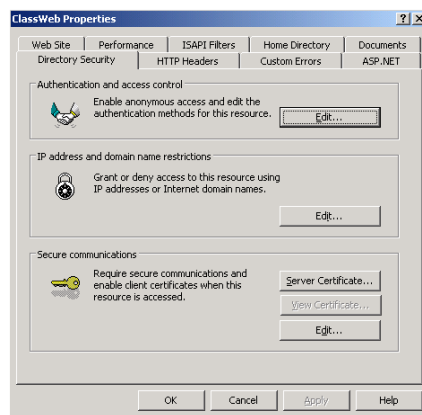 ClassWeb Properties
Web Site Performance ISAPI Filters Home Directory Documents
Directory Security HTTP Headers Custom Errors ASP.NET
Authentication and access control
Enable anonymous access and edit the
authentication methods for this resource.
Edit...
IP address and domain name restrictions
Grant or deny access to this resource using
IP addresses or Internet domain names.
Edit...
Secure communications
Require secure communications and
enable client certificates when this
resource is accessed.
Server Certificate...
View Certificate...
Edit...
OK Cancel Apply Help